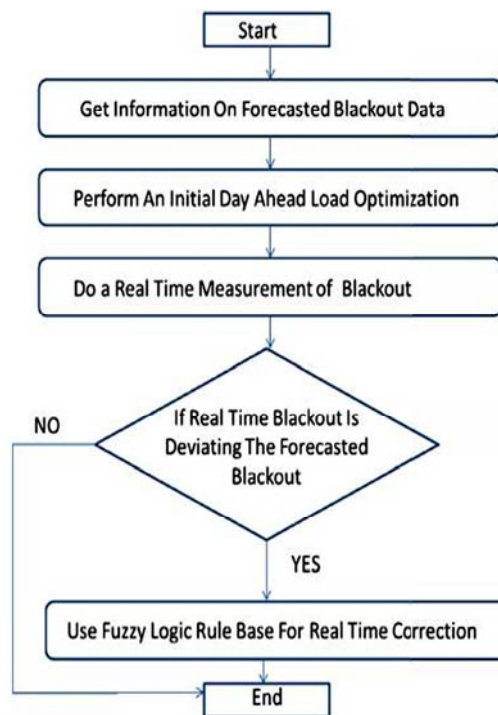 Start
Get Information On Forecasted Blackout Data
Perform An Initial Day Ahead Load Optimization
Do a Real Time Measurement of Blackout
If Real Time Blackout Is
Deviating The Forecasted
Blackout
NO
YES
Use Fuzzy Logic Rule Base For Real Time Correction
End